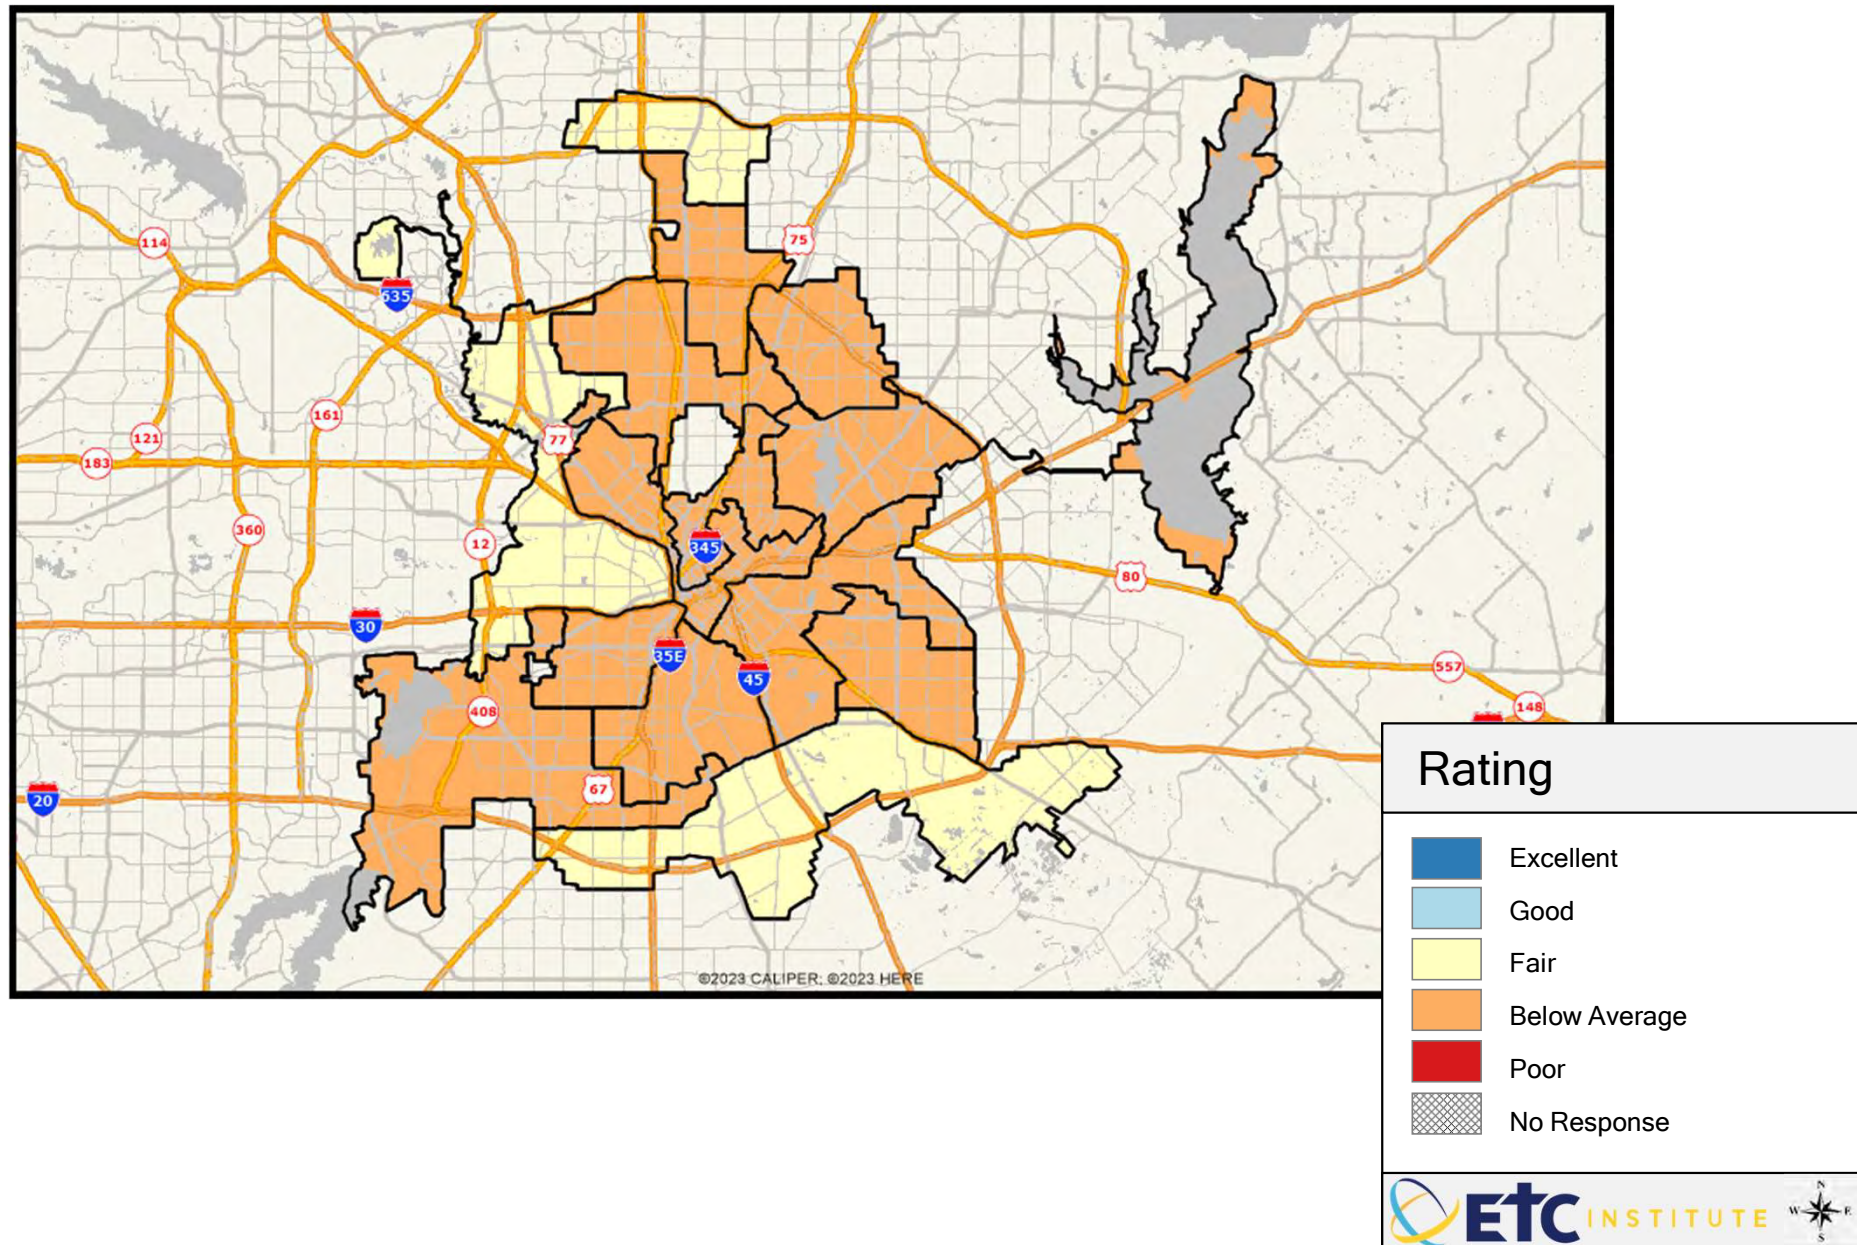 114
75
635
161
121
77
183
360
12
345
80
30
35E
45
557
408
148
67
20
©2023 CALIPER; ©2023 HERE
Rating
Excellent
Good
Fair
Below Average
Poor
No Response
ETC INSTITUTE
N
W E
S